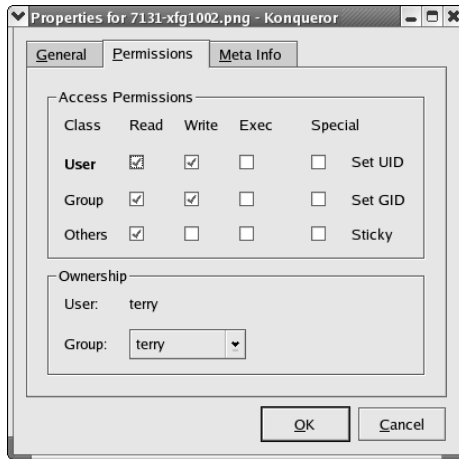 Properties for 7131-xfg1002.png - Konqueror
General Permissions Meta Info
Access Permissions
Class Read Write Exec Special
User Set UID
Group Set GID
Others Sticky
Ownership
User: terry
Group: terry
OK Cancel